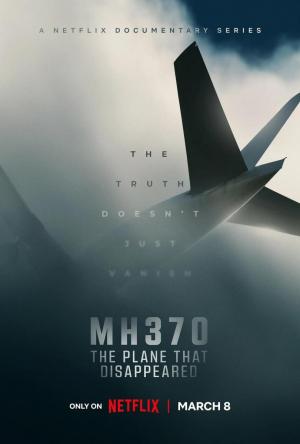 A NETFLIX DOCUMENTARY SERIES
THE
TRUTH
DOESN'T
JUST
VANISH
MH370
THE PLANE THAT
DISAPPEARED
ONLY ON NETFLIX | MARCH 8